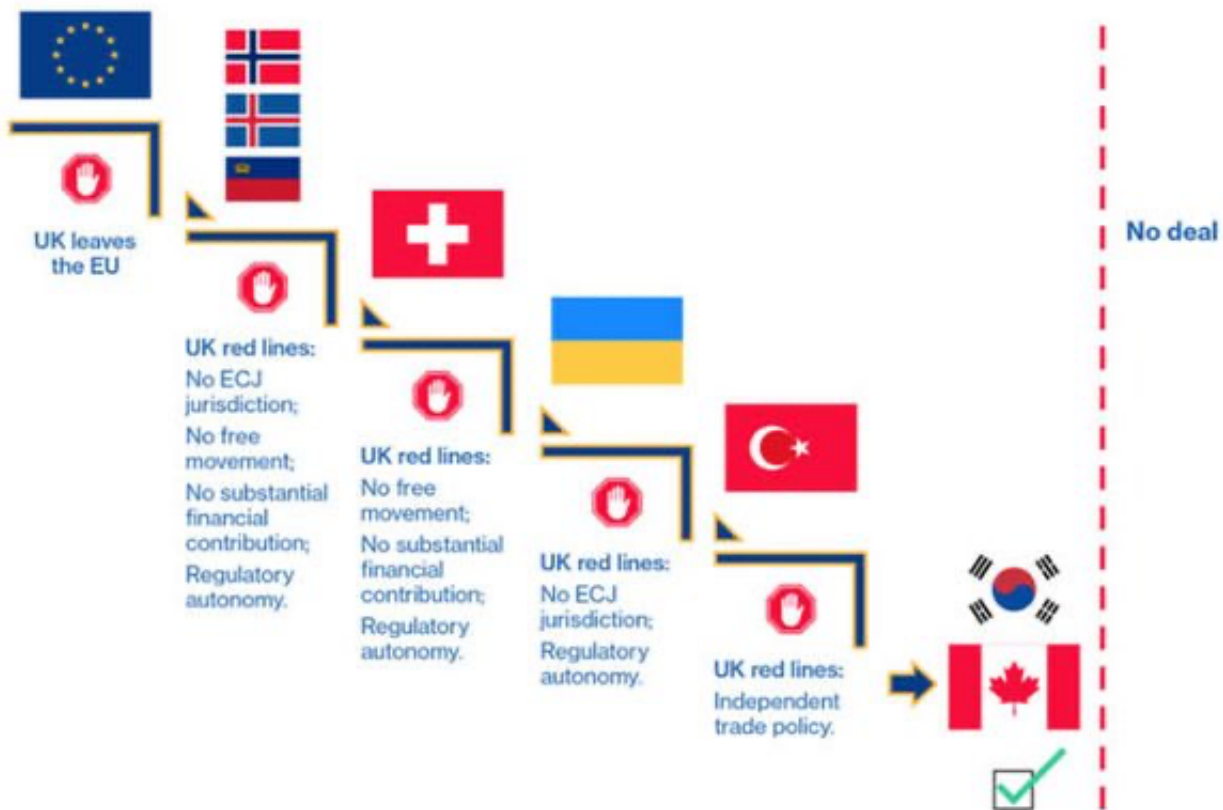 UK leaves
the EU
No deal
UK red lines:
No ECJ
jurisdiction;
No free
movement;
No substantial
financial
contribution;
Regulatory
autonomy.
UK red lines:
No free
movement;
No substantial
financial
contribution;
Regulatory
autonomy.
UK red lines:
No ECJ
jurisdiction;
Regulatory
autonomy.
UK red lines:
Independent
trade policy.